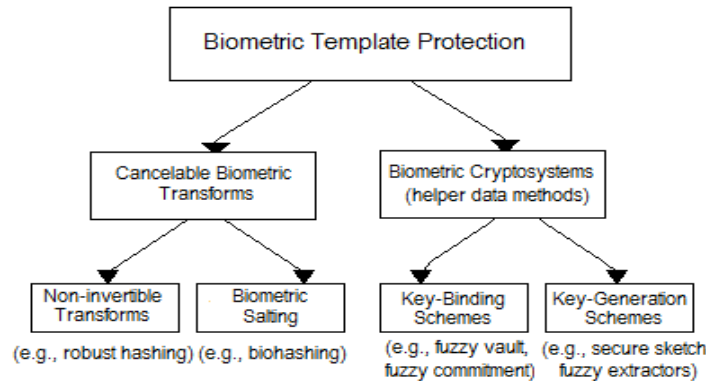 Biometric Template Protection
Cancelable Biometric
Transforms
Biometric Cryptosystems
(helper data methods)
Non-invertible
Transforms
(e.g., robust hashing)
Biometric
Salting
(e.g., biohashing)
Key-Binding
Schemes
(e.g., fuzzy vault,
fuzzy commitment)
Key-Generation
Schemes
(e.g., secure sketch
fuzzy extractors)